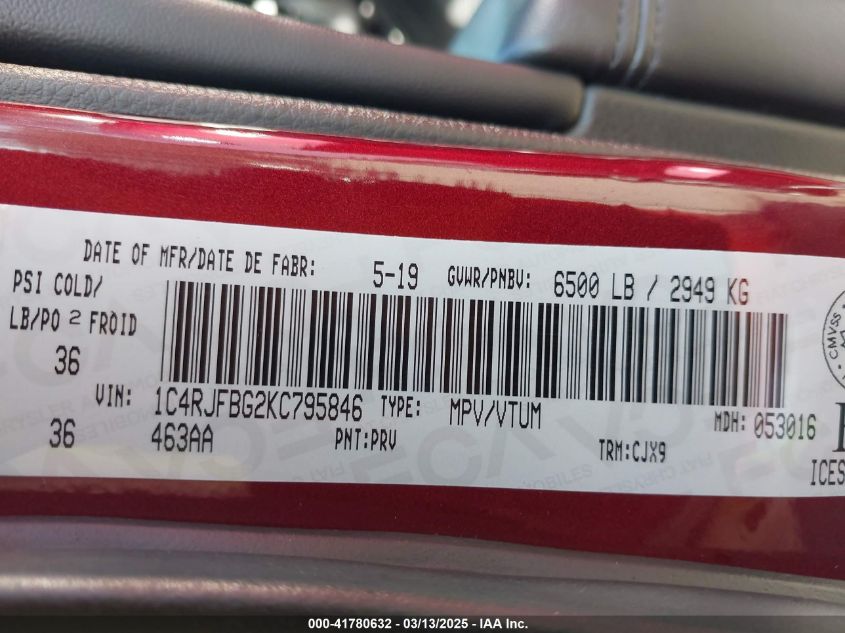 DATE OF MFR/DATE DE FABR: 5-19 GVWR/PNBV: 6500 LB / 2949 KG
PSI COLD/
LB/PO 2 FROID
36
VIN: 1C4RJFBG2KC795846 TYPE: MPV/VTUM MDH: 053016
36 463AA PNT:PRV TRM:CJX9
CMVSS
ICES
000-41780632 - 03/13/2025 - IAA Inc.